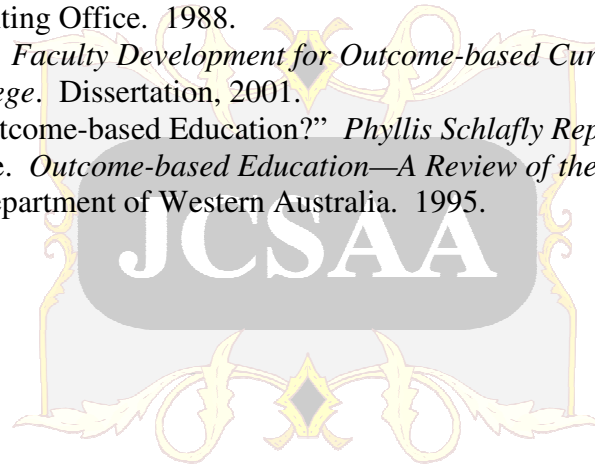 ting Office. 1988.
Faculty Development for Outcome-based Cur
ege. Dissertation, 2001.
tcome-based Education?” Phyllis Schlafly Rep
e. Outcome-based Education—A Review of the
epartment of Western Australia. 1995.
JCSAA